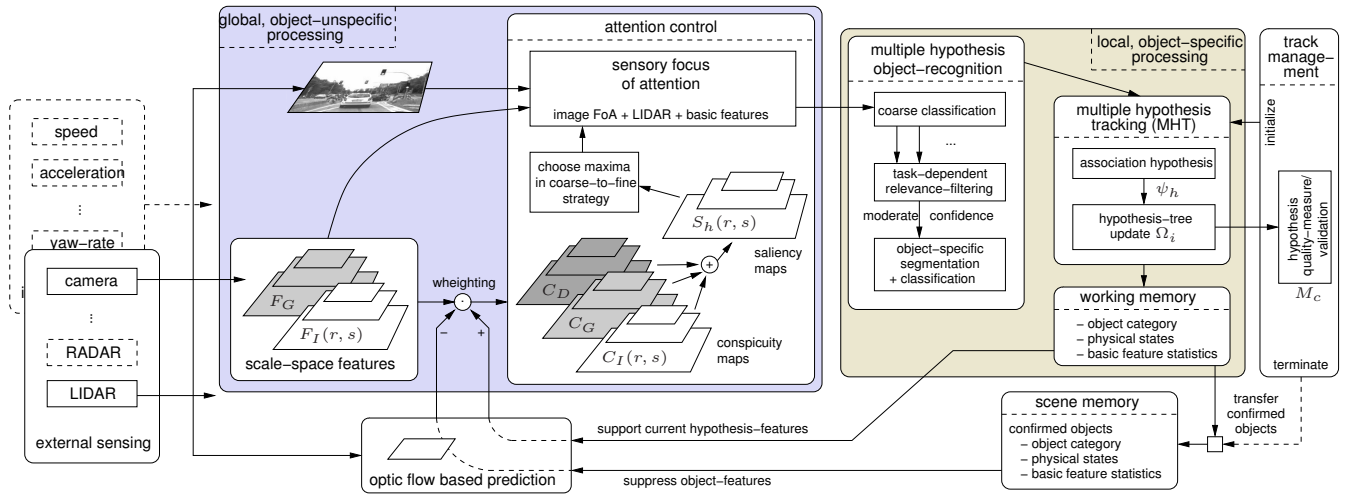 global, object-unspecific
processing
attention control
sensory focus
of attention
image FoA + LIDAR + basic features
choose maxima
in coarse-to-fine
strategy
S_h(r, s)
saliency
maps
C_D
C_G
C_I(r, s)
conspicuity
maps
+
wheighting
·
−
+
F_G
F_I(r, s)
scale-space features
speed
acceleration
...
yaw-rate
i
camera
...
RADAR
LIDAR
external sensing
optic flow based prediction
support current hypothesis-features
suppress object-features
local, object-specific
processing
multiple hypothesis
object-recognition
coarse classification
...
task-dependent
relevance-filtering
moderate confidence
object-specific
segmentation
+ classification
multiple hypothesis
tracking (MHT)
association hypothesis
ψ_h
hypothesis-tree
update Ω_i
working memory
− object category
− physical states
− basic feature statistics
scene memory
confirmed objects
− object category
− physical states
− basic feature statistics
transfer
confirmed
objects
track
manage-
ment
initialize
hypothesis
quality-measure/
validation
M_c
terminate